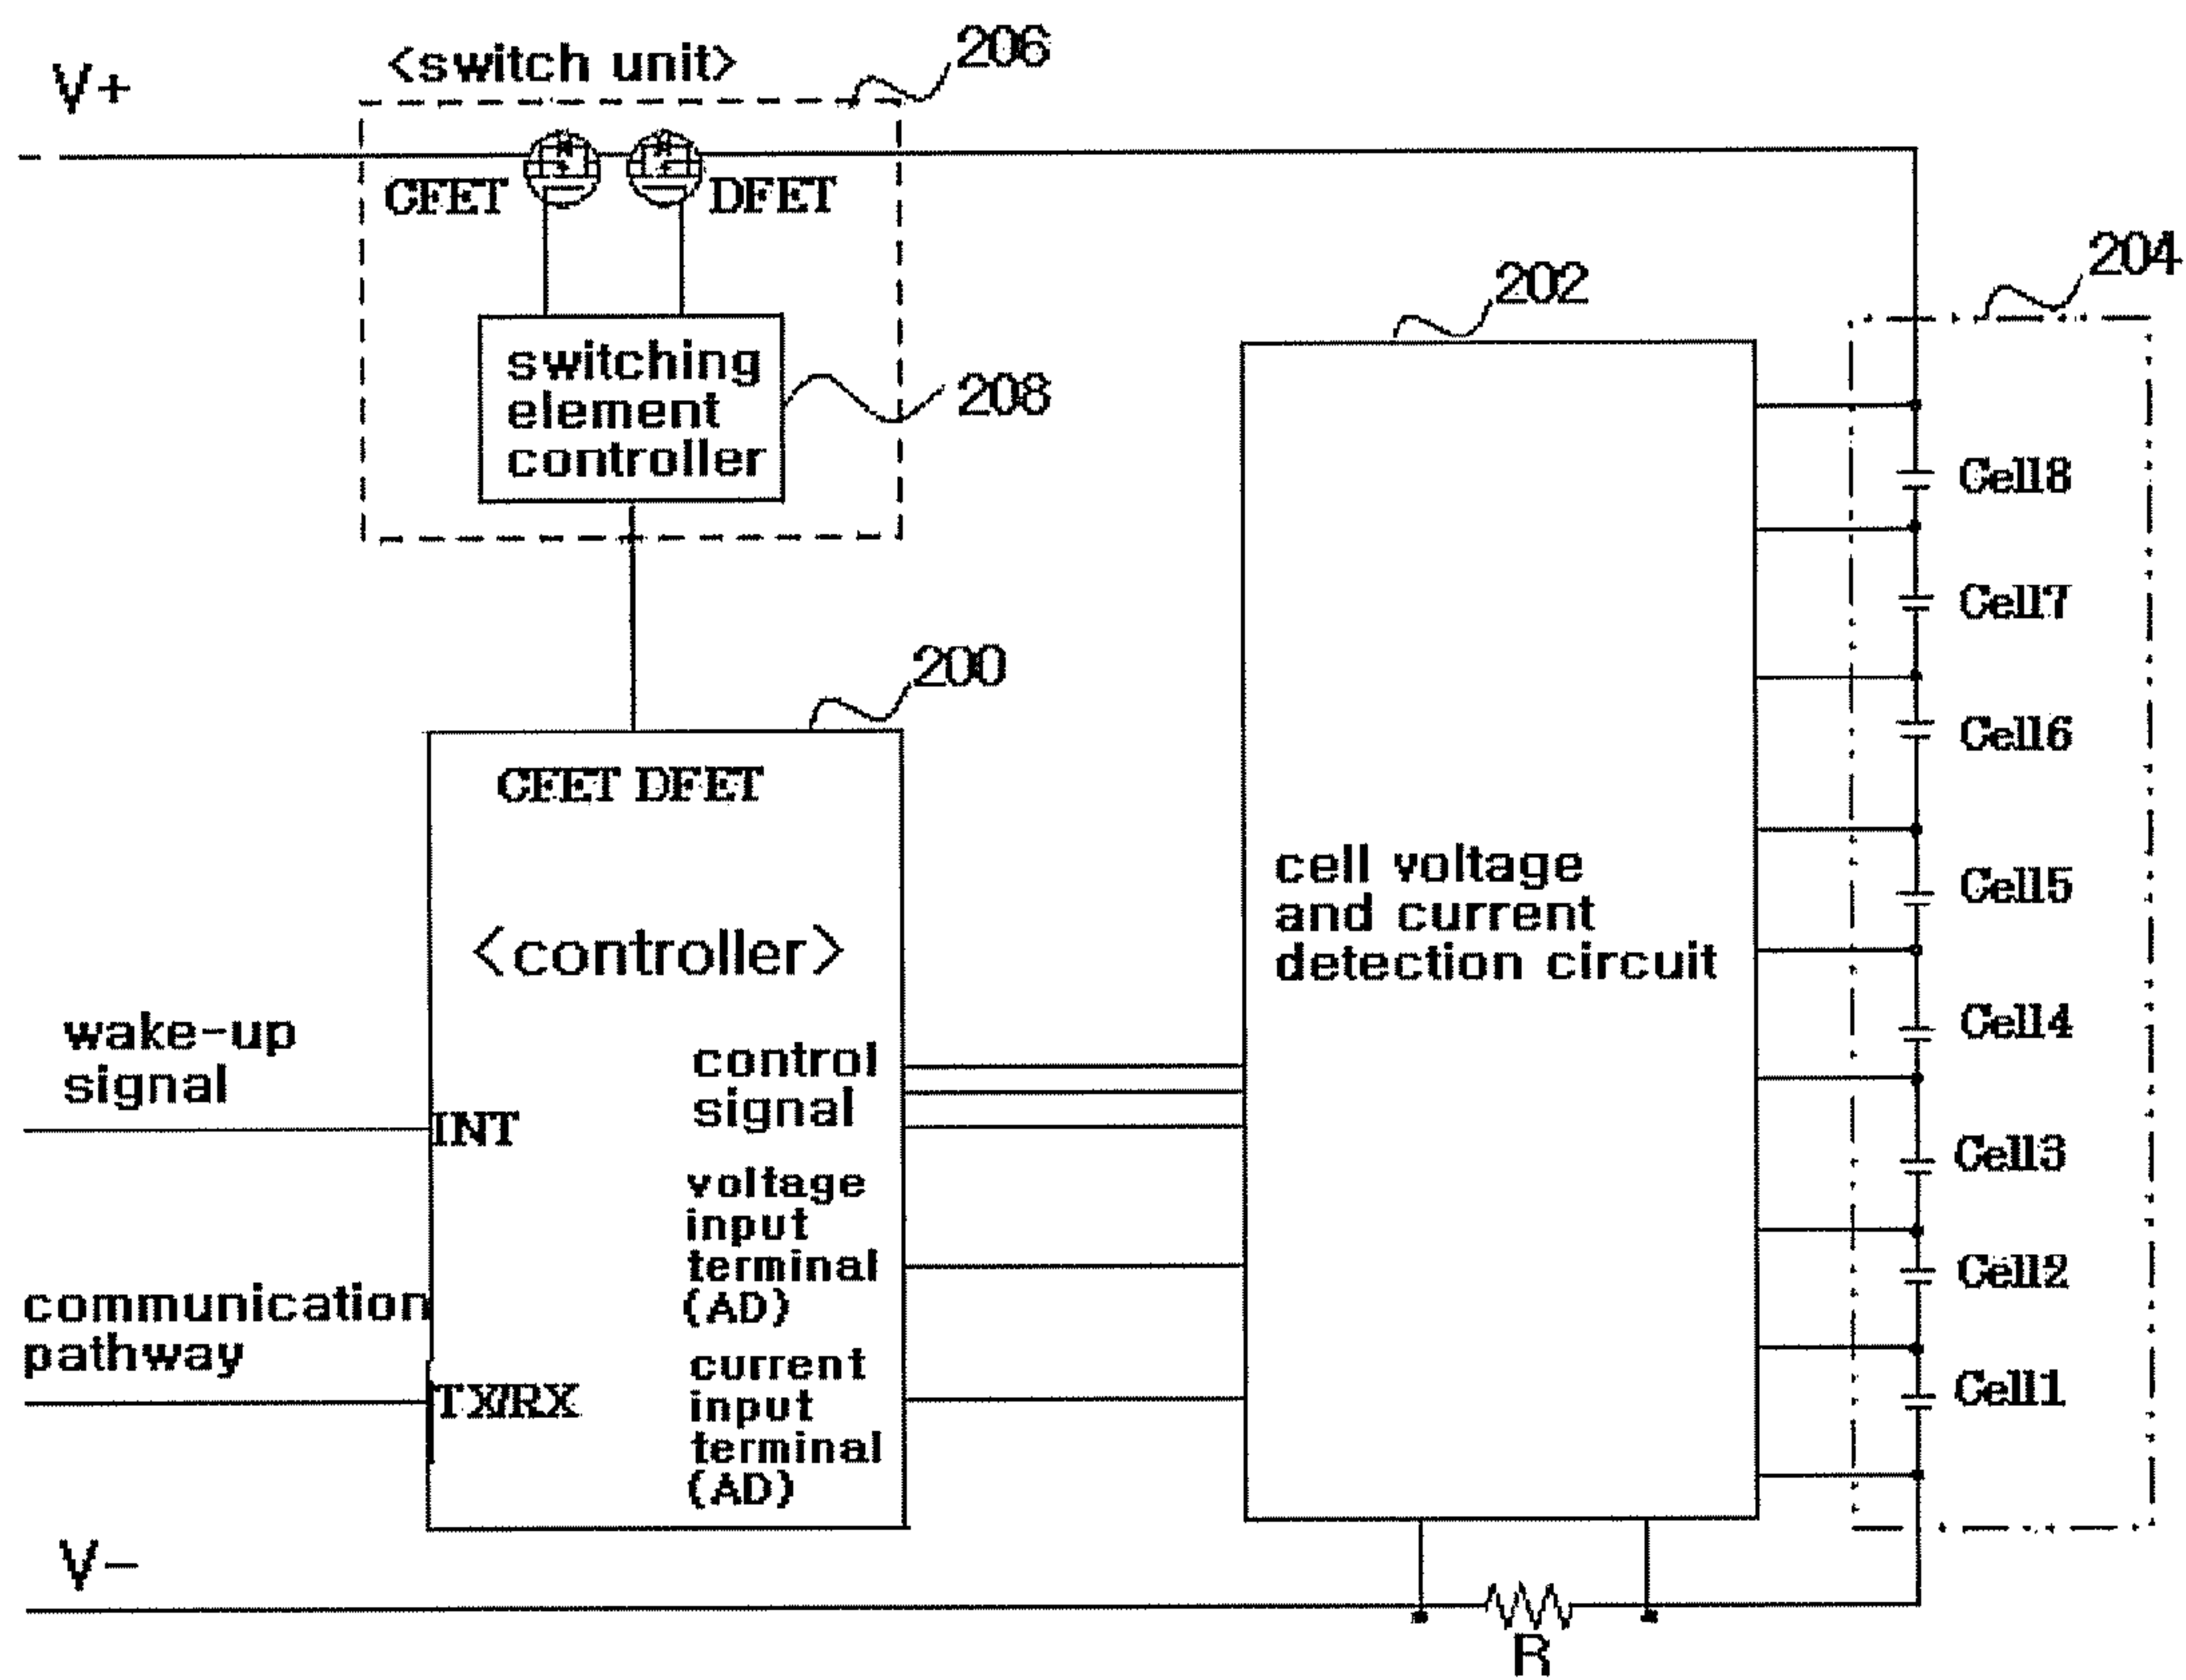 206
<switch unit>
V+
CFET
DFET
204
202
switching
element
controller
208
Cell8
Cell7
200
Cell6
CFET DFET
cell voltage
and current
detection circuit
Cell5
<controller>
Cell4
wake-up
signal
control
signal
INT
Cell3
voltage
input
terminal
(AD)
Cell2
communication
pathway
current
input
terminal
(AD)
TX/RX
Cell1
V-
R